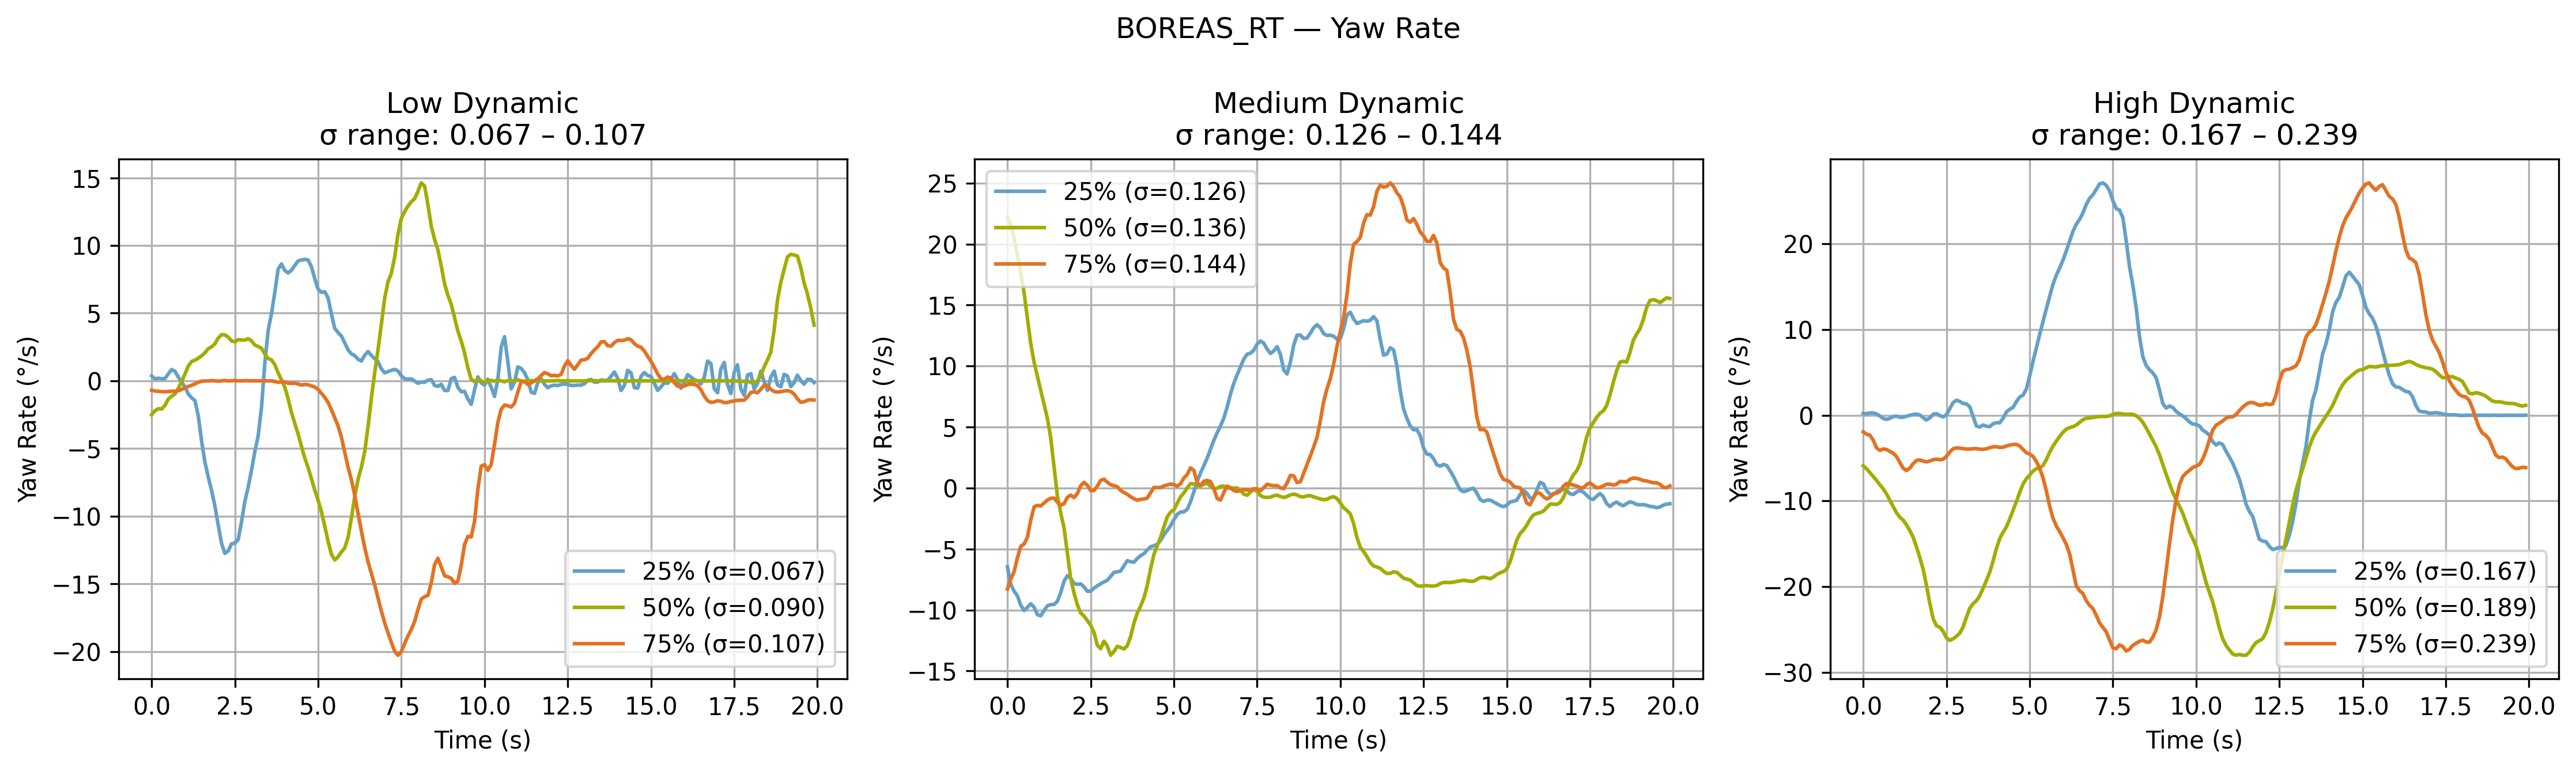 BOREAS_RT — Yaw Rate
Low Dynamic
σ range: 0.067 – 0.107
Yaw Rate (°/s)
15
10
5
0
−5
−10
−15
−20
25% (σ=0.067)
50% (σ=0.090)
75% (σ=0.107)
0.0 2.5 5.0 7.5 10.0 12.5 15.0 17.5 20.0
Time (s)
Medium Dynamic
σ range: 0.126 – 0.144
Yaw Rate (°/s)
25
20
15
10
5
0
−5
−10
−15
25% (σ=0.126)
50% (σ=0.136)
75% (σ=0.144)
0.0 2.5 5.0 7.5 10.0 12.5 15.0 17.5 20.0
Time (s)
High Dynamic
σ range: 0.167 – 0.239
Yaw Rate (°/s)
20
10
0
−10
−20
−30
25% (σ=0.167)
50% (σ=0.189)
75% (σ=0.239)
0.0 2.5 5.0 7.5 10.0 12.5 15.0 17.5 20.0
Time (s)